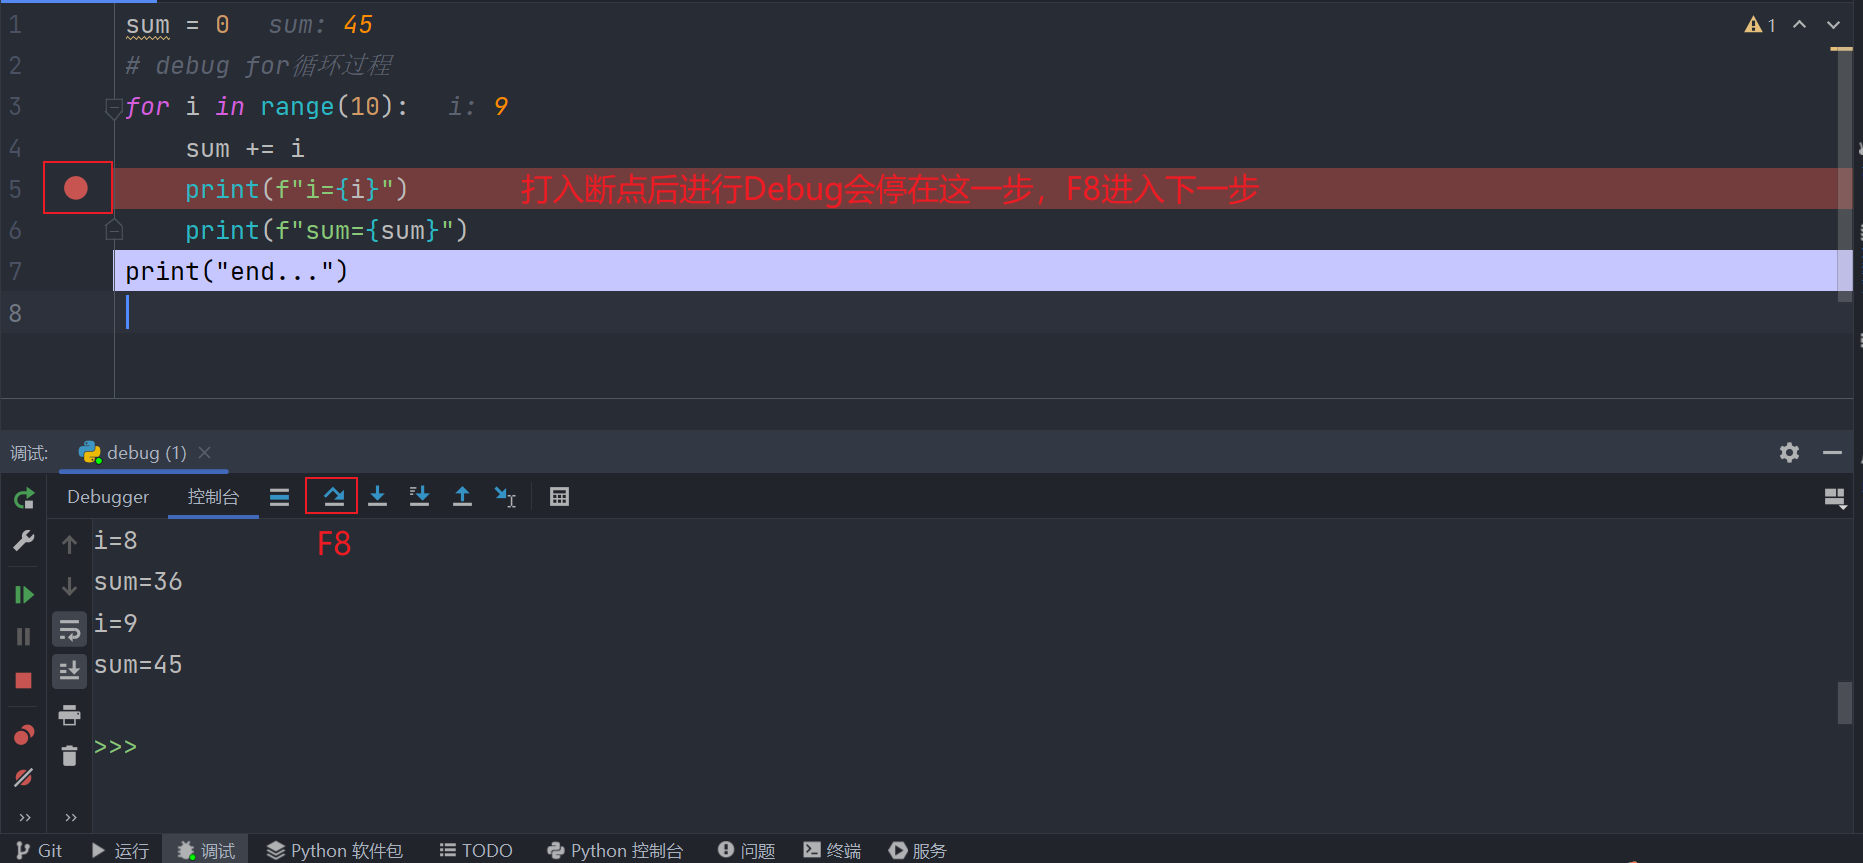 1 sum = 0 sum: 45
1
2 # debug for循环过程
3 for i in range(10): i: 9
4 sum += i
5 print(f"i={i}") 打入断点后进行Debug会停在这一步，F8进入下一步
6 print(f"sum={sum}")
7 print("end...")
8
调试: debug (1)
Debugger 控制台
i=8
F8
sum=36
i=9
sum=45
>>>
Git 运行 调试 Python 软件包 TODO Python 控制台 问题 终端 服务